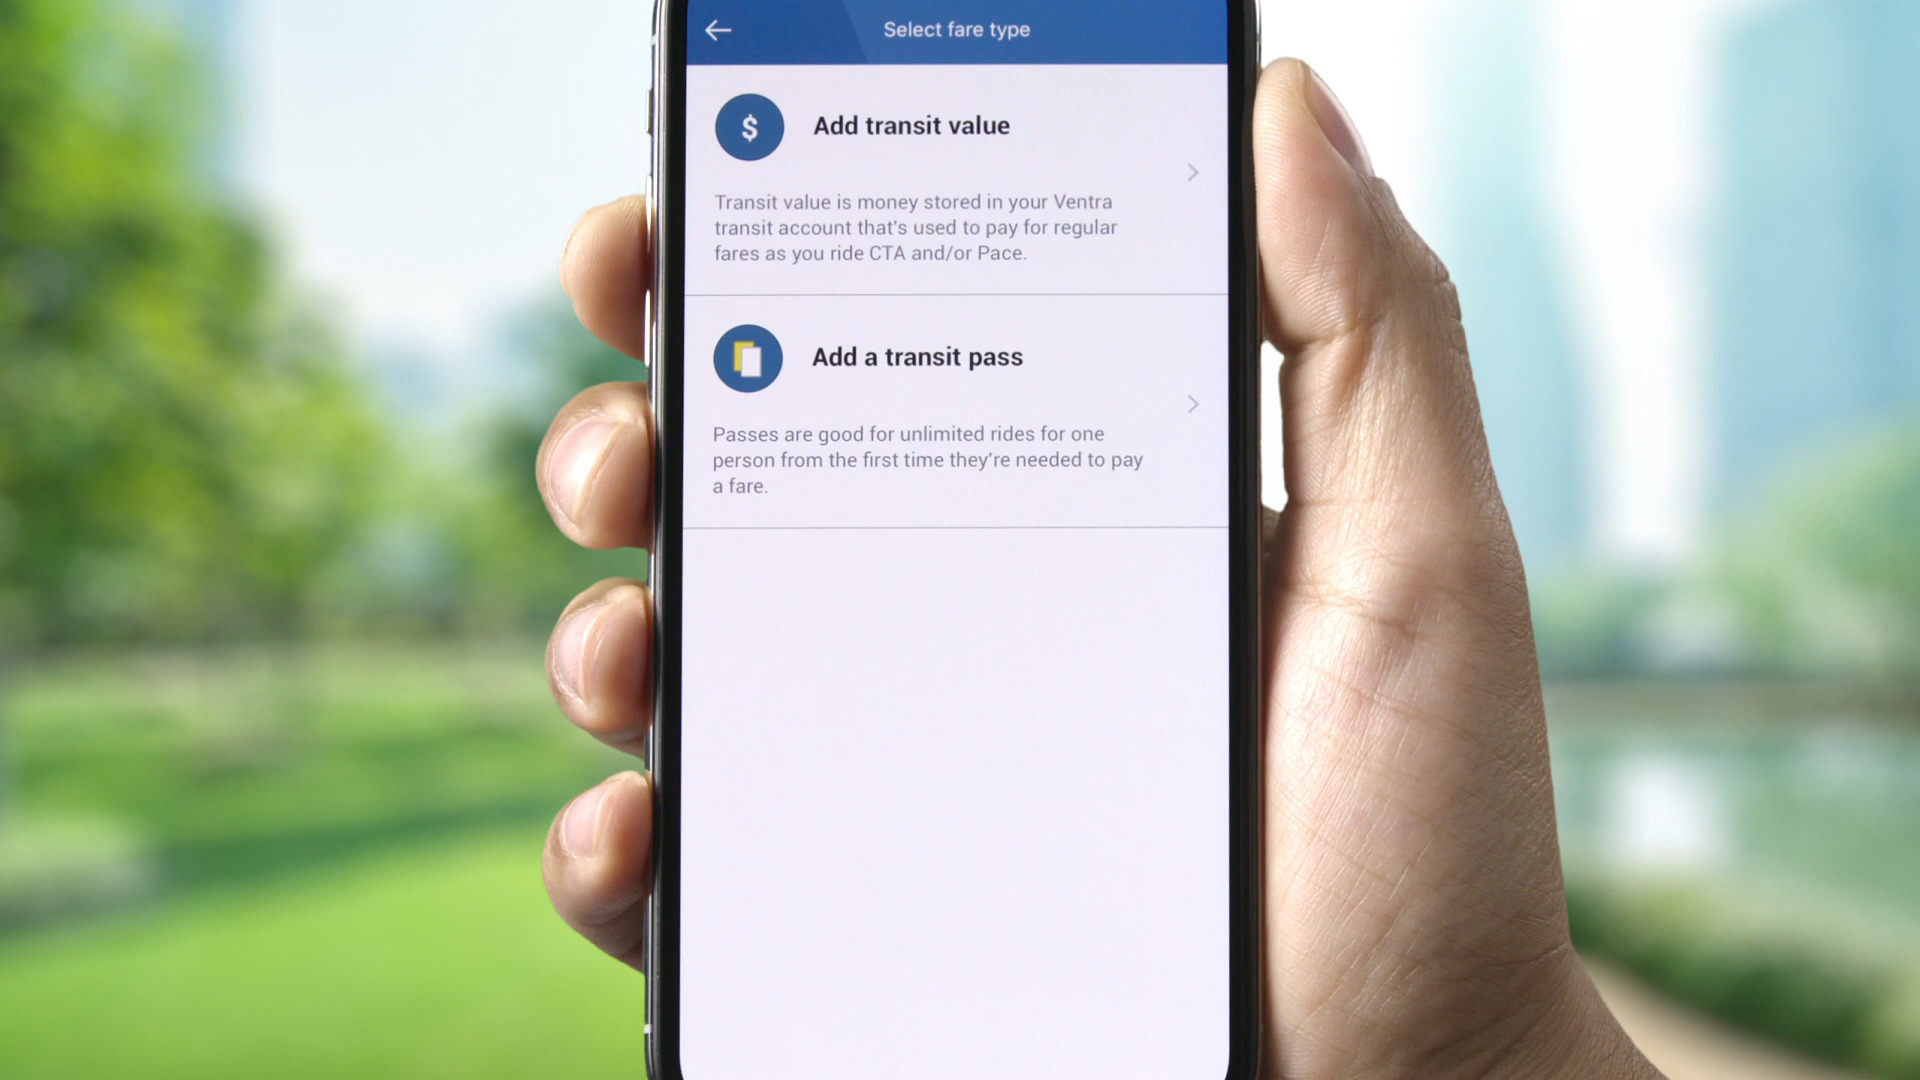 Select fare type
$
Add transit value
Transit value is money stored in your Ventra
transit account that's used to pay for regular
fares as you ride CTA and/or Pace.
Add a transit pass
Passes are good for unlimited rides for one
person from the first time they're needed to pay
a fare.